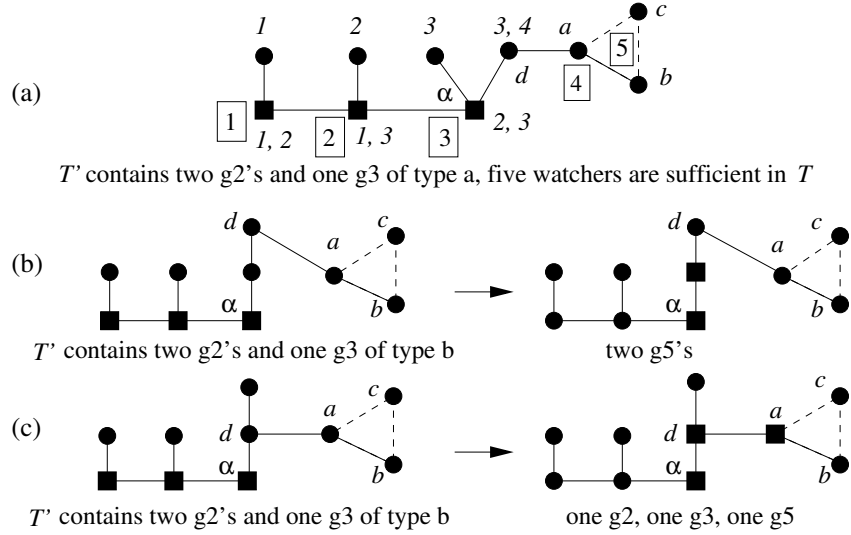 1 2 3 3, 4 a c
5
d 4 b
(a) α
1 1, 2 2 1, 3 3 2, 3
T' contains two g2's and one g3 of type a, five watchers are sufficient in T
(b) d a c d a c
α b α b
T' contains two g2's and one g3 of type b two g5's
(c) a c a c
d d
α b α b
T' contains two g2's and one g3 of type b one g2, one g3, one g5